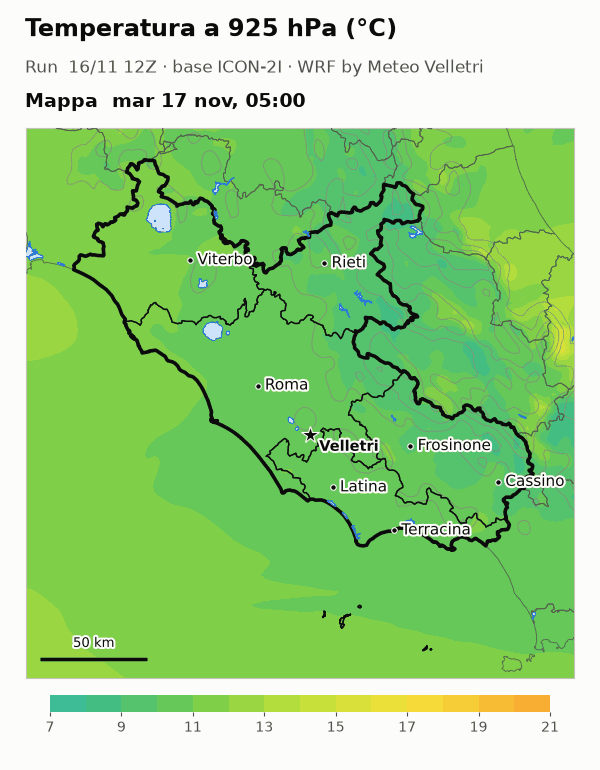 Temperatura a 925 hPa (°C)
Run  16/11 12Z · base ICON-2I · WRF by Meteo Velletri
Mappa  mar 17 nov, 05:00
Viterbo
Rieti
Roma
Velletri
Frosinone
Cassino
Latina
Terracina
50 km
7 9 11 13 15 17 19 21